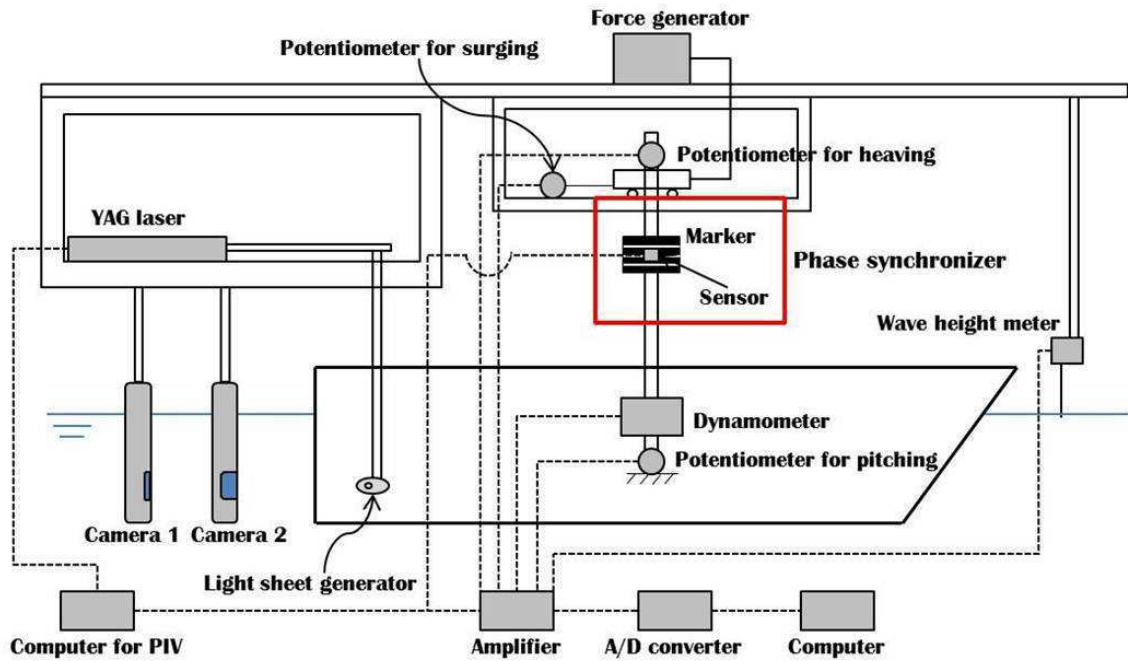 Force generator
Potentiometer for surging
Potentiometer for heaving
YAG laser
Marker
Phase synchronizer
Sensor
Wave height meter
Dynamometer
Potentiometer for pitching
Camera 1
Camera 2
Light sheet generator
Computer for PIV
Amplifier
A/D converter
Computer